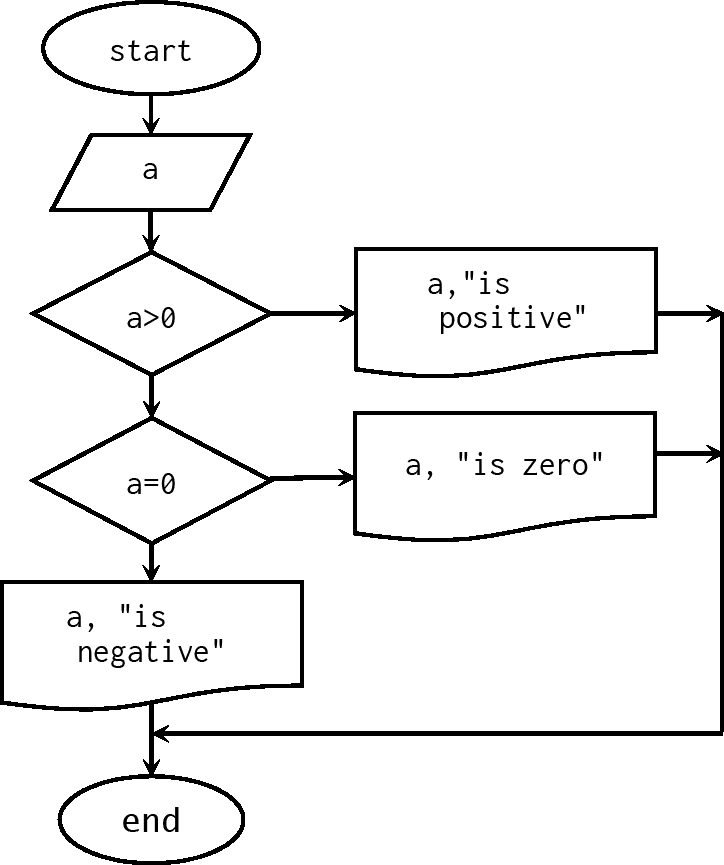 start
a
a>0
a,"is
positive"
a=0
a, "is zero"
a, "is
negative"
end